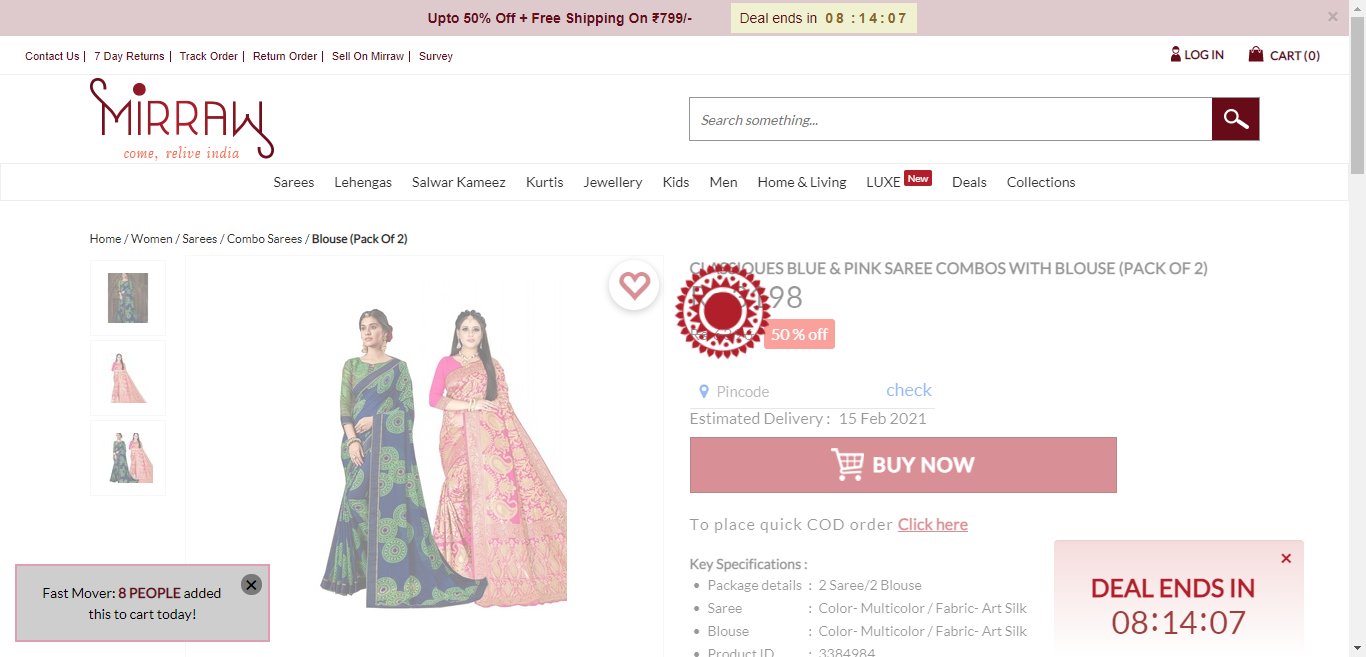 Upto 50% Off + Free Shipping On ₹799/-
Deal ends in 08 :14:07
Contact Us | 7 Day Returns | Track Order | Return Order | Sell On Mirraw | Survey
LOG IN
CART (0)
MIRRAW
come, relive india
Search something...
Sarees Lehengas Salwar Kameez Kurtis Jewellery Kids Men Home & Living LUXE New Deals Collections
Home / Women / Sarees / Combo Sarees / Blouse (Pack Of 2)
BLUE & PINK SAREE COMBOS WITH BLOUSE (PACK OF 2)
50 % off
Pincode
check
Estimated Delivery : 15 Feb 2021
BUY NOW
To place quick COD order Click here
Key Specifications :
• Package details : 2 Saree/2 Blouse
• Saree : Color- Multicolor / Fabric- Art Silk
• Blouse : Color- Multicolor / Fabric- Art Silk
• Product ID : 3384984
Fast Mover: 8 PEOPLE added
this to cart today!
DEAL ENDS IN
08:14:07